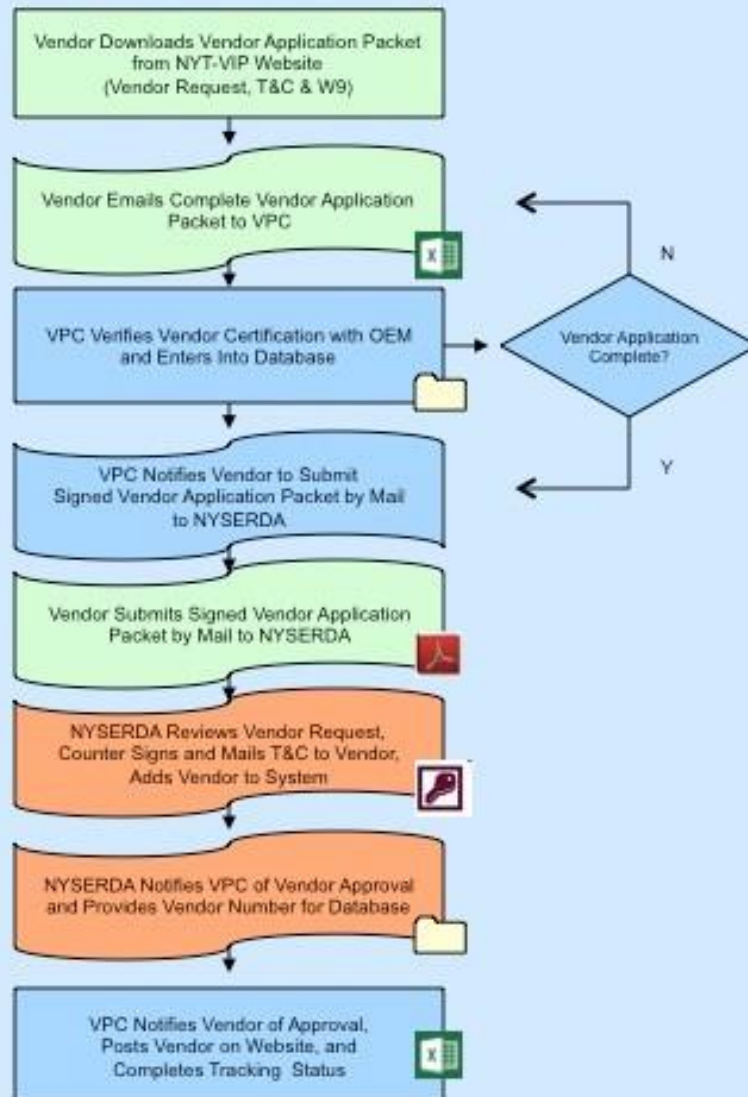 Vendor Downloads Vendor Application Packet
from NYT-VIP Website
(Vendor Request, T&C & W9)
Vendor Emails Complete Vendor Application
Packet to VPC
N
VPC Verifies Vendor Certification with OEM
and Enters Into Database
Vendor Application
Complete?
VPC Notifies Vendor to Submit
Signed Vendor Application Packet by Mail
to NYSERDA
Y
Vendor Submits Signed Vendor Application
Packet by Mail to NYSERDA
NYSERDA Reviews Vendor Request,
Counter Signs and Mails T&C to Vendor,
Adds Vendor to System
NYSERDA Notifies VPC of Vendor Approval
and Provides Vendor Number for Database
VPC Notifies Vendor of Approval,
Posts Vendor on Website, and
Completes Tracking Status